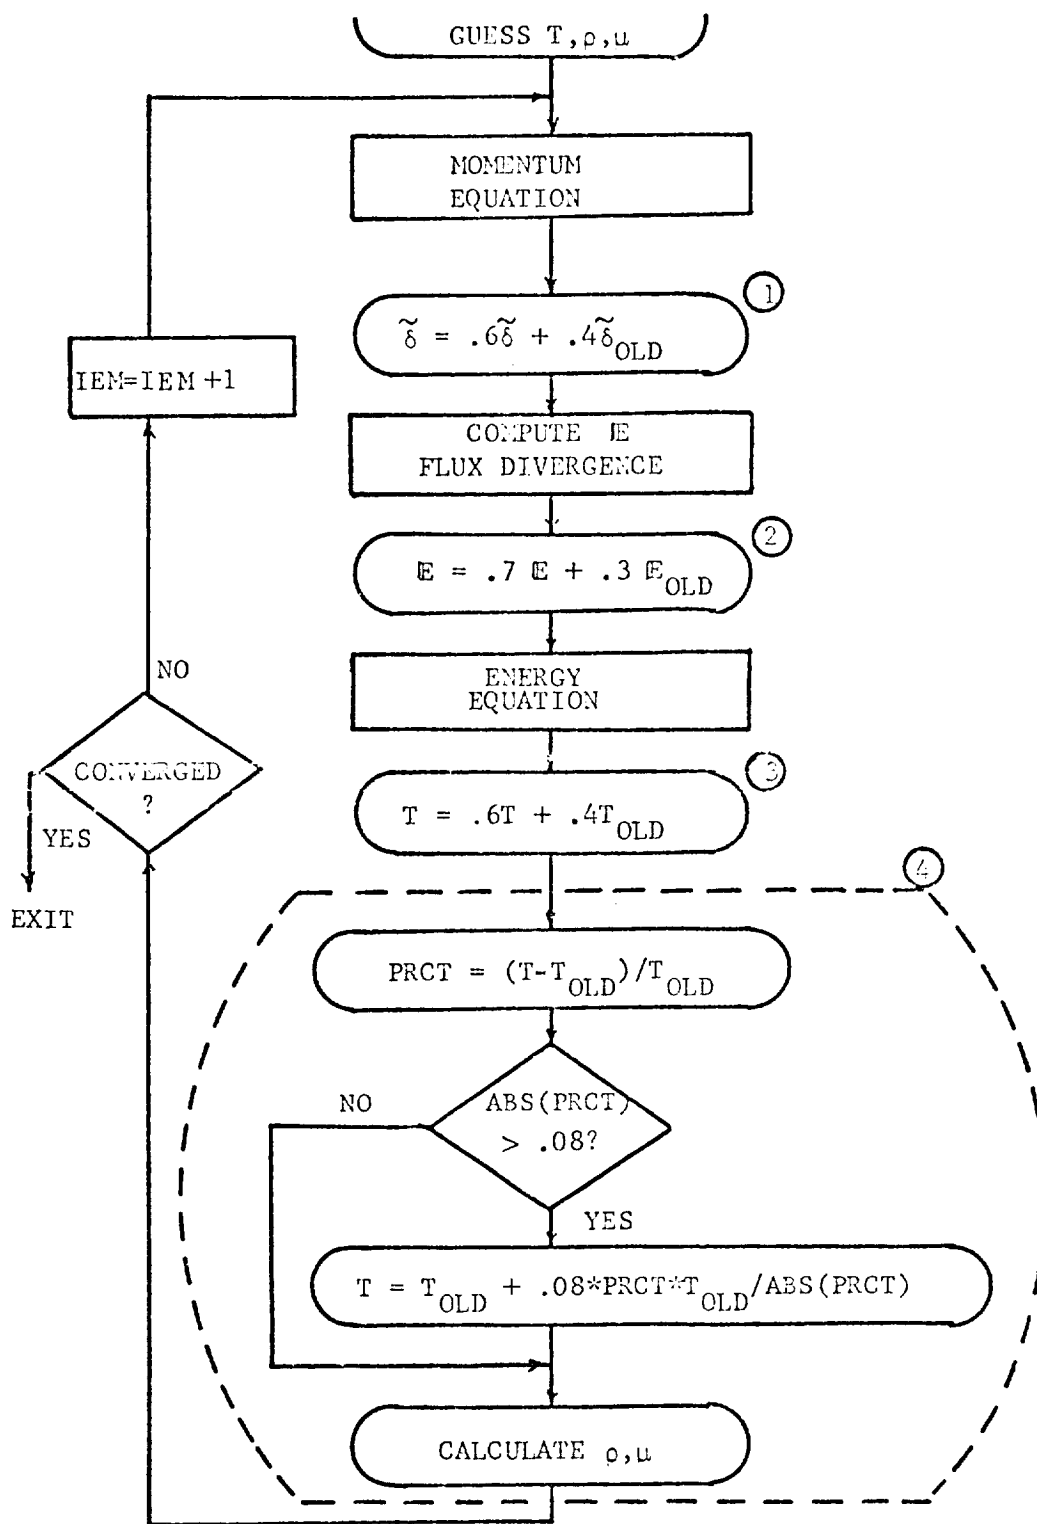 GUESS T,ρ,μ
MOMENTUM
EQUATION
1
δ̃ = .6δ̃ + .4δ̃OLD
IEM=IEM+1
COMPUTE 𝔼
FLUX DIVERGENCE
2
𝔼 = .7 𝔼 + .3 𝔼OLD
ENERGY
EQUATION
NO
CONVERGED
?
YES
EXIT
3
T = .6T + .4TOLD
4
PRCT = (T-TOLD)/TOLD
ABS(PRCT)
> .08?
NO
YES
T = TOLD + .08*PRCT*TOLD/ABS(PRCT)
CALCULATE ρ,μ